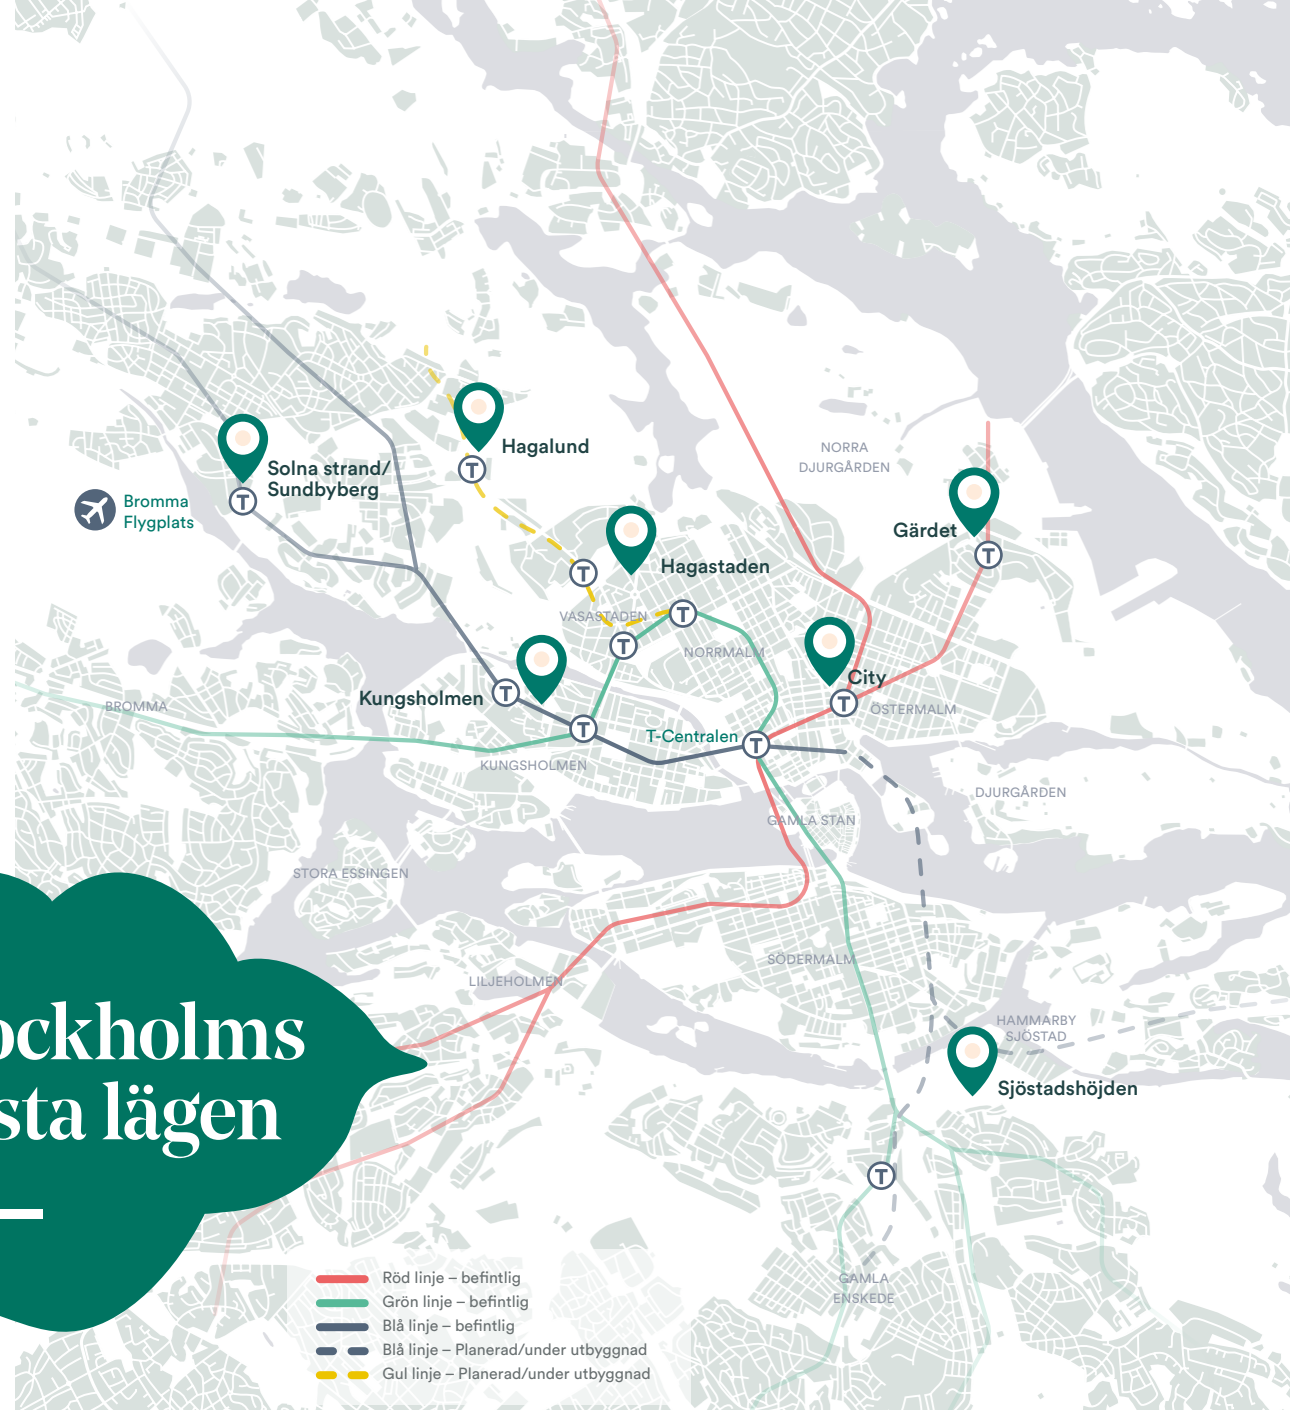 Hagalund
Solna strand/
Sundbyberg
Bromma
Flygplats
NORRA
DJURGÅRDEN
Gärdet
Hagastaden
VASASTADEN
NORRMALM
City
Kungsholmen
ÖSTERMALM
BROMMA
T-Centralen
KUNGSHOLMEN
DJURGÅRDEN
GAMLA STAN
STORA ESSINGEN
SÖDERMALM
LILJEHOLMEN
ockholms
sta lägen
HAMMARBY
SJÖSTAD
Sjöstadshöjden
GAMLA
ENSKEDE
Röd linje – befintlig
Grön linje – befintlig
Blå linje – befintlig
Blå linje – Planerad/under utbyggnad
Gul linje – Planerad/under utbyggnad
T
T
T
T
T
T
T
T
T
T
T